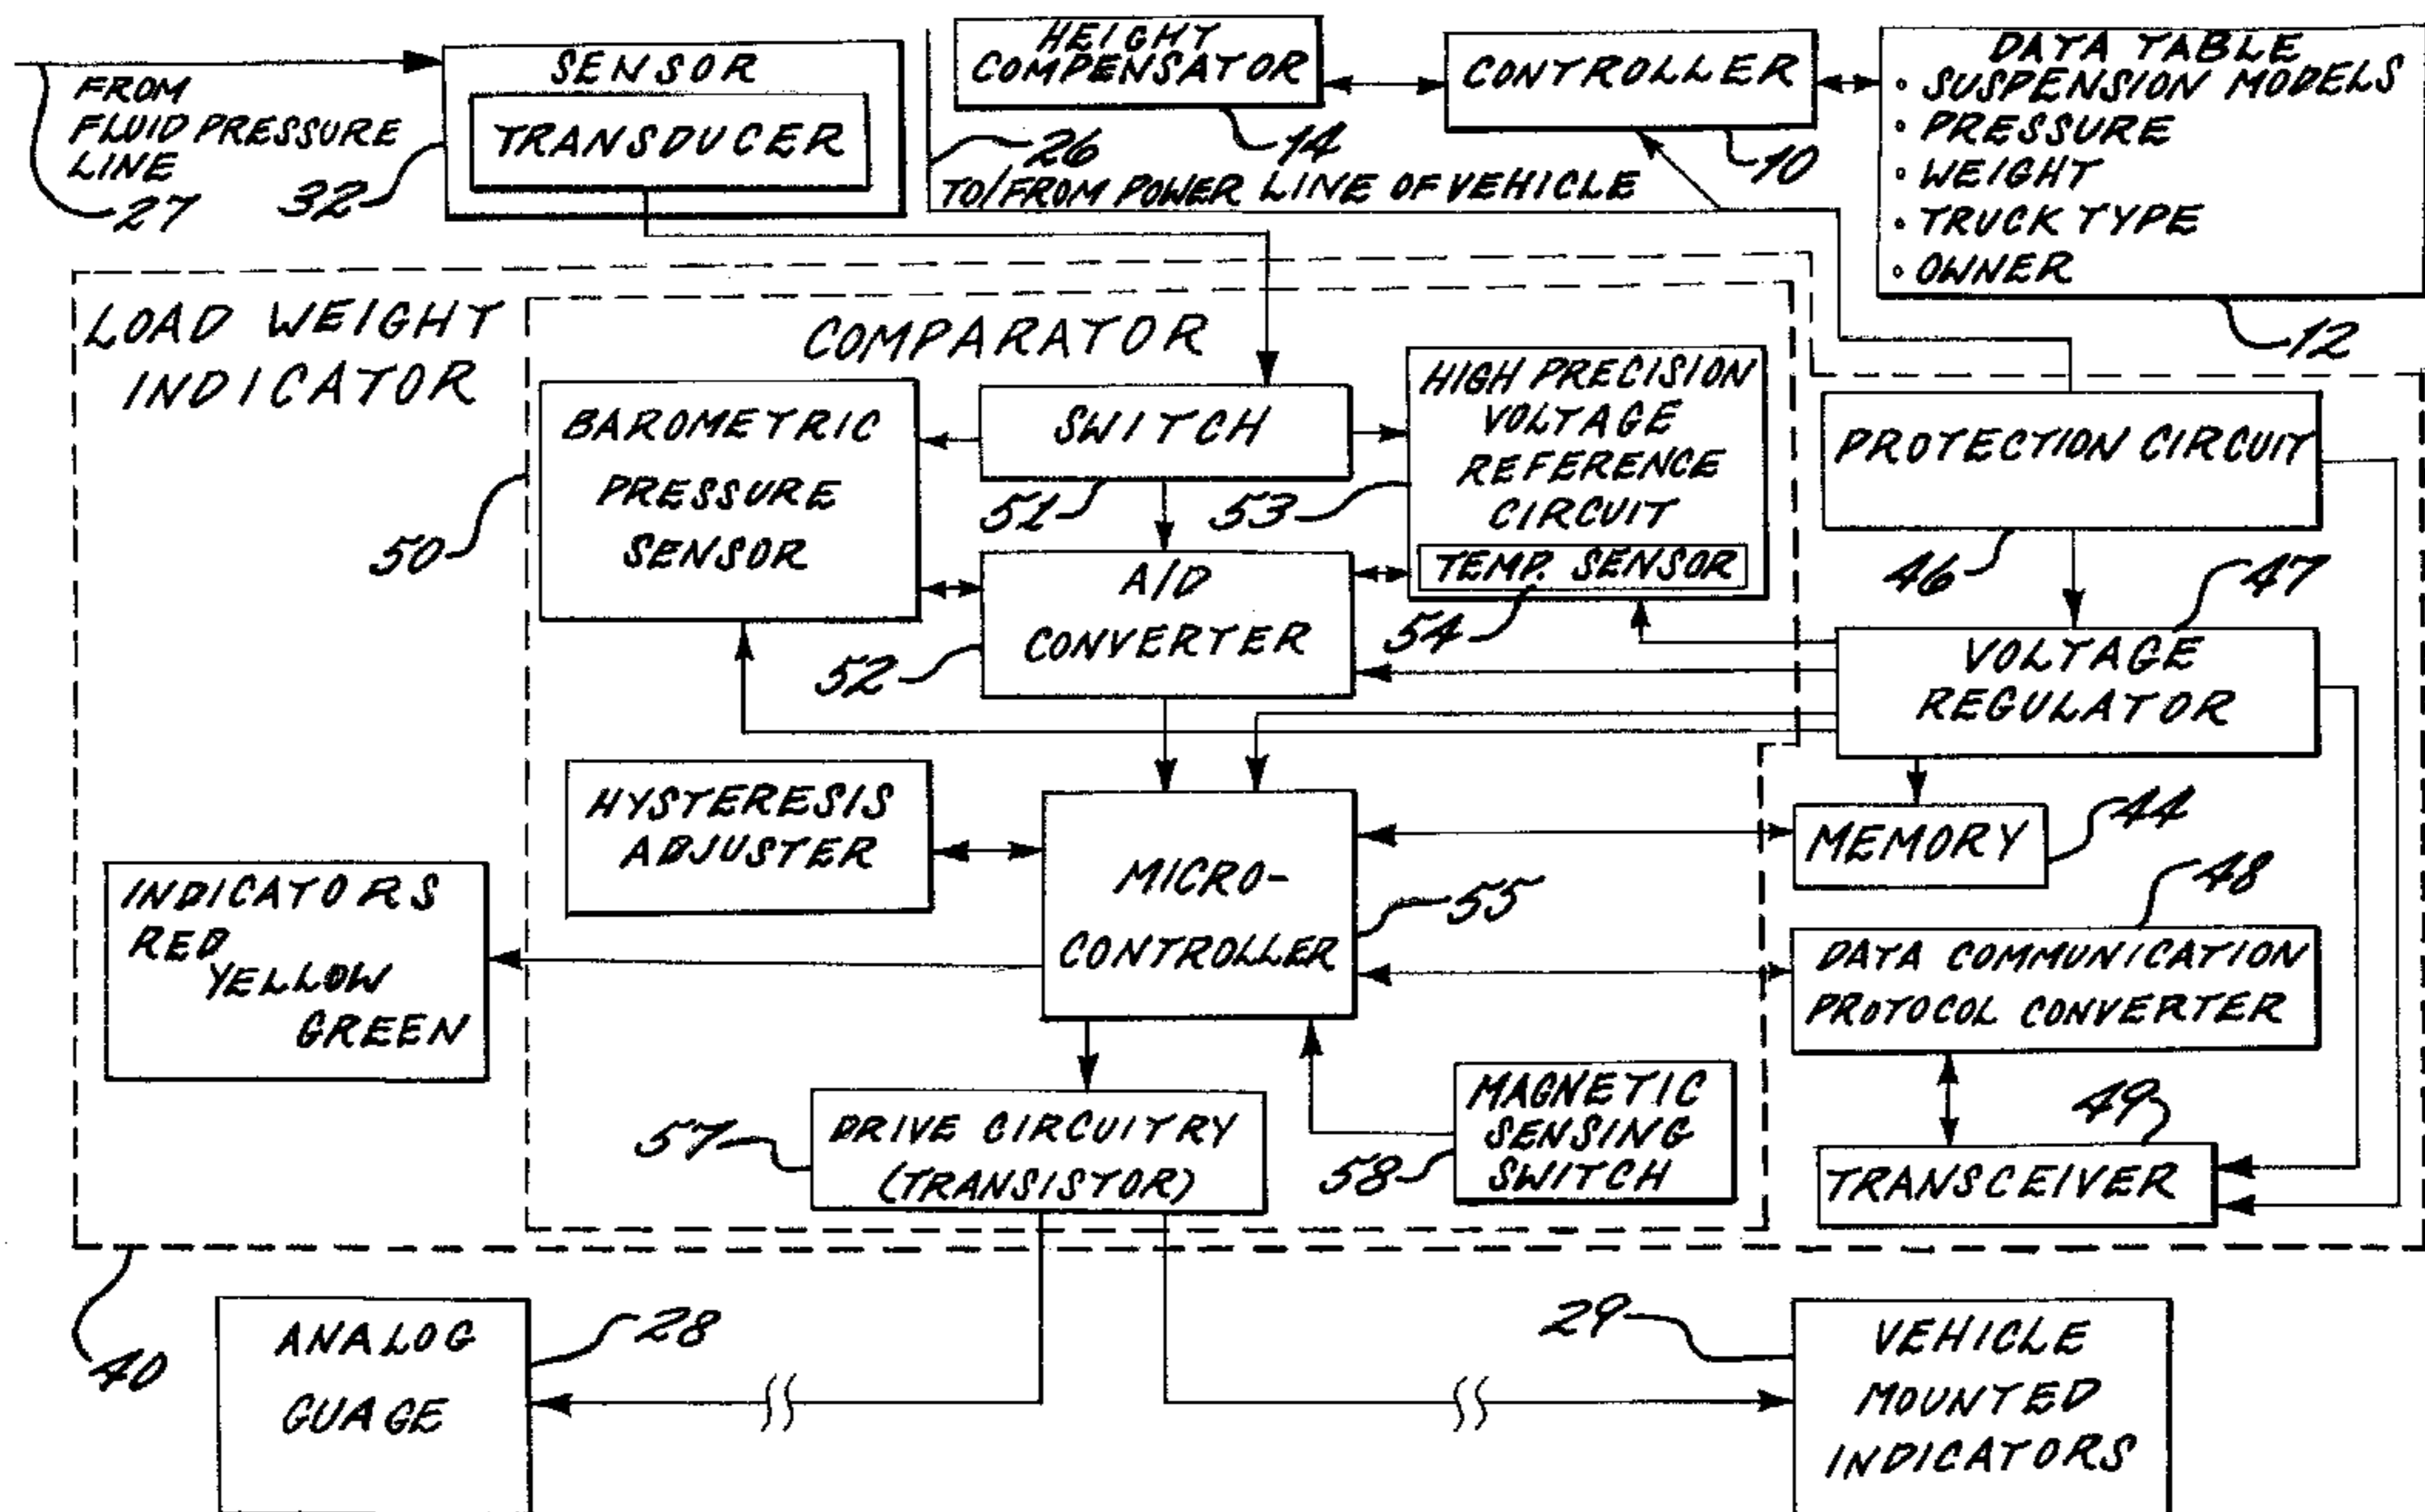 FROM
FLUID PRESSURE
LINE
27
32
SENSOR
TRANSDUCER
HEIGHT
COMPENSATOR
14
CONTROLLER
10
26
TO/FROM POWER LINE OF VEHICLE
DATA TABLE
• SUSPENSION MODELS
• PRESSURE
• WEIGHT
• TRUCK TYPE
• OWNER
12
LOAD WEIGHT
INDICATOR
COMPARATOR
BAROMETRIC
PRESSURE
SENSOR
50
SWITCH
51
HIGH PRECISION
VOLTAGE
REFERENCE
CIRCUIT
TEMP. SENSOR
53
54
A/D
CONVERTER
52
PROTECTION CIRCUIT
46
47
VOLTAGE
REGULATOR
HYSTERESIS
ADJUSTER
MICRO-
CONTROLLER
55
MEMORY
44
48
DATA COMMUNICATION
PROTOCOL CONVERTER
INDICATORS
RED
YELLOW
GREEN
57
DRIVE CIRCUITRY
(TRANSISTOR)
58
MAGNETIC
SENSING
SWITCH
49
TRANSCEIVER
40
ANALOG
GUAGE
28
29
VEHICLE
MOUNTED
INDICATORS